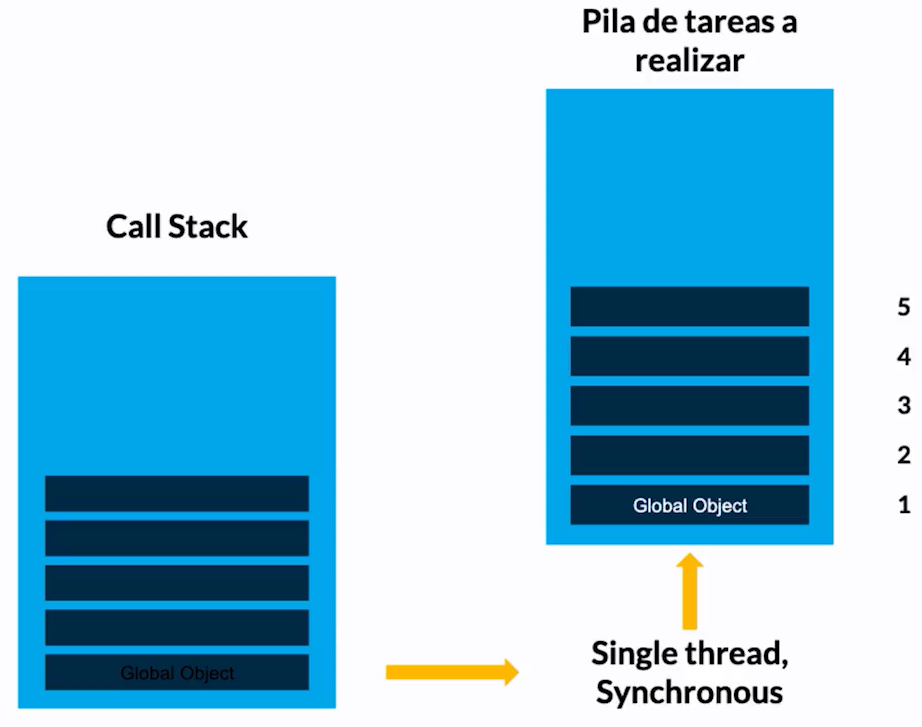 Pila de tareas a
realizar
Call Stack
5
4
3
2
Global Object 1
Global Object
Single thread,
Synchronous